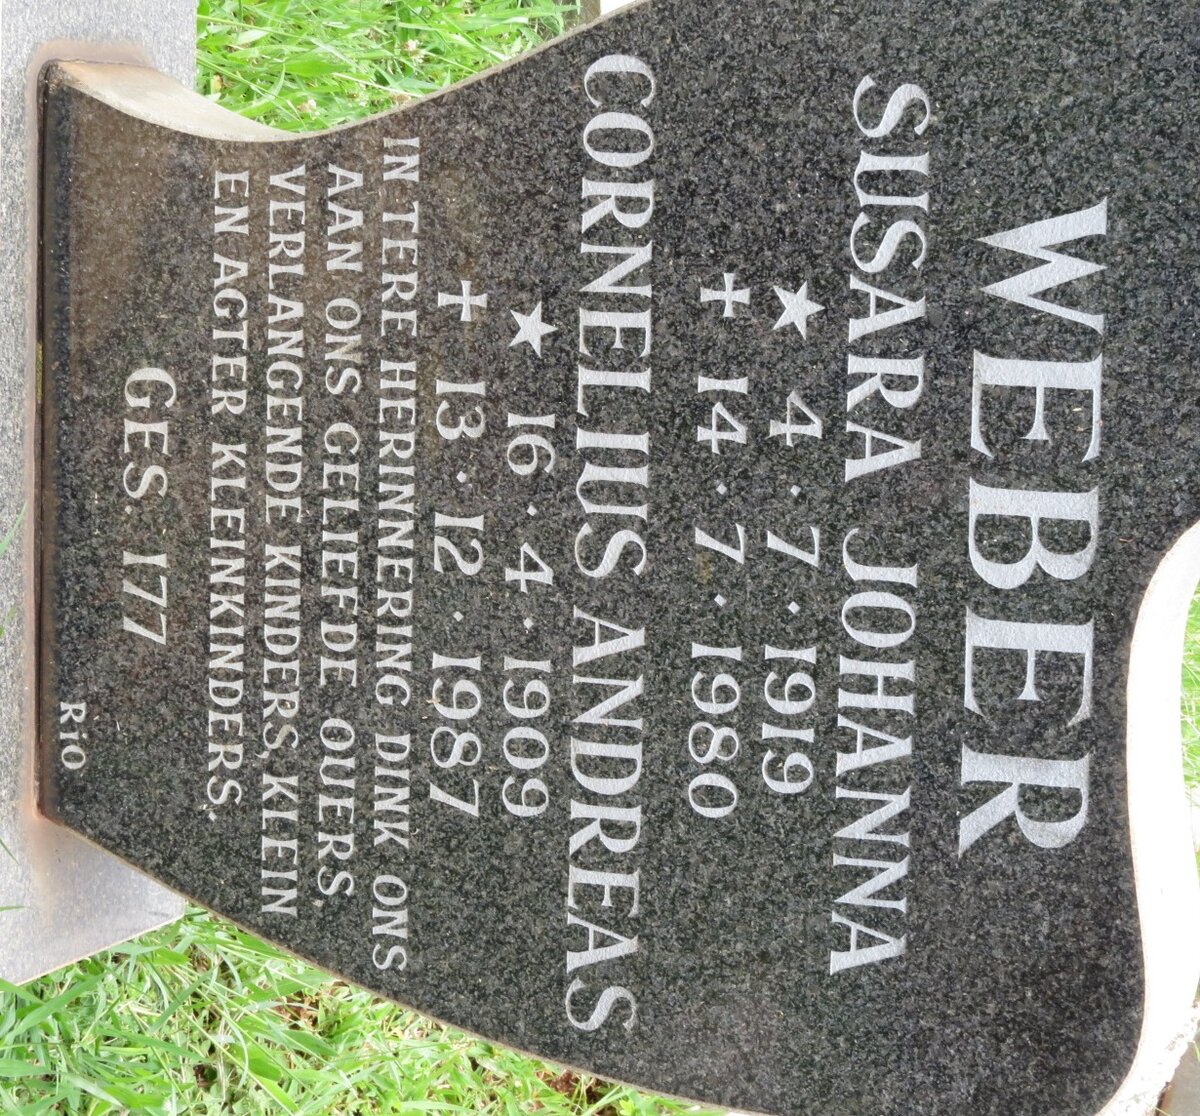 WEBER
SUSARA JOHANNA
★ 4.7.1919
✝ 14.7.1980
CORNELIUS ANDREAS
★ 16.4.1909
✝ 13.12.1987
IN TERE HERINNERING DINK ONS
AAN ONS GELIEFDE OUERS.
VERLANGENDE KINDERS, KLEIN
EN AGTER KLEINKINDERS.
GES. 177
RiO